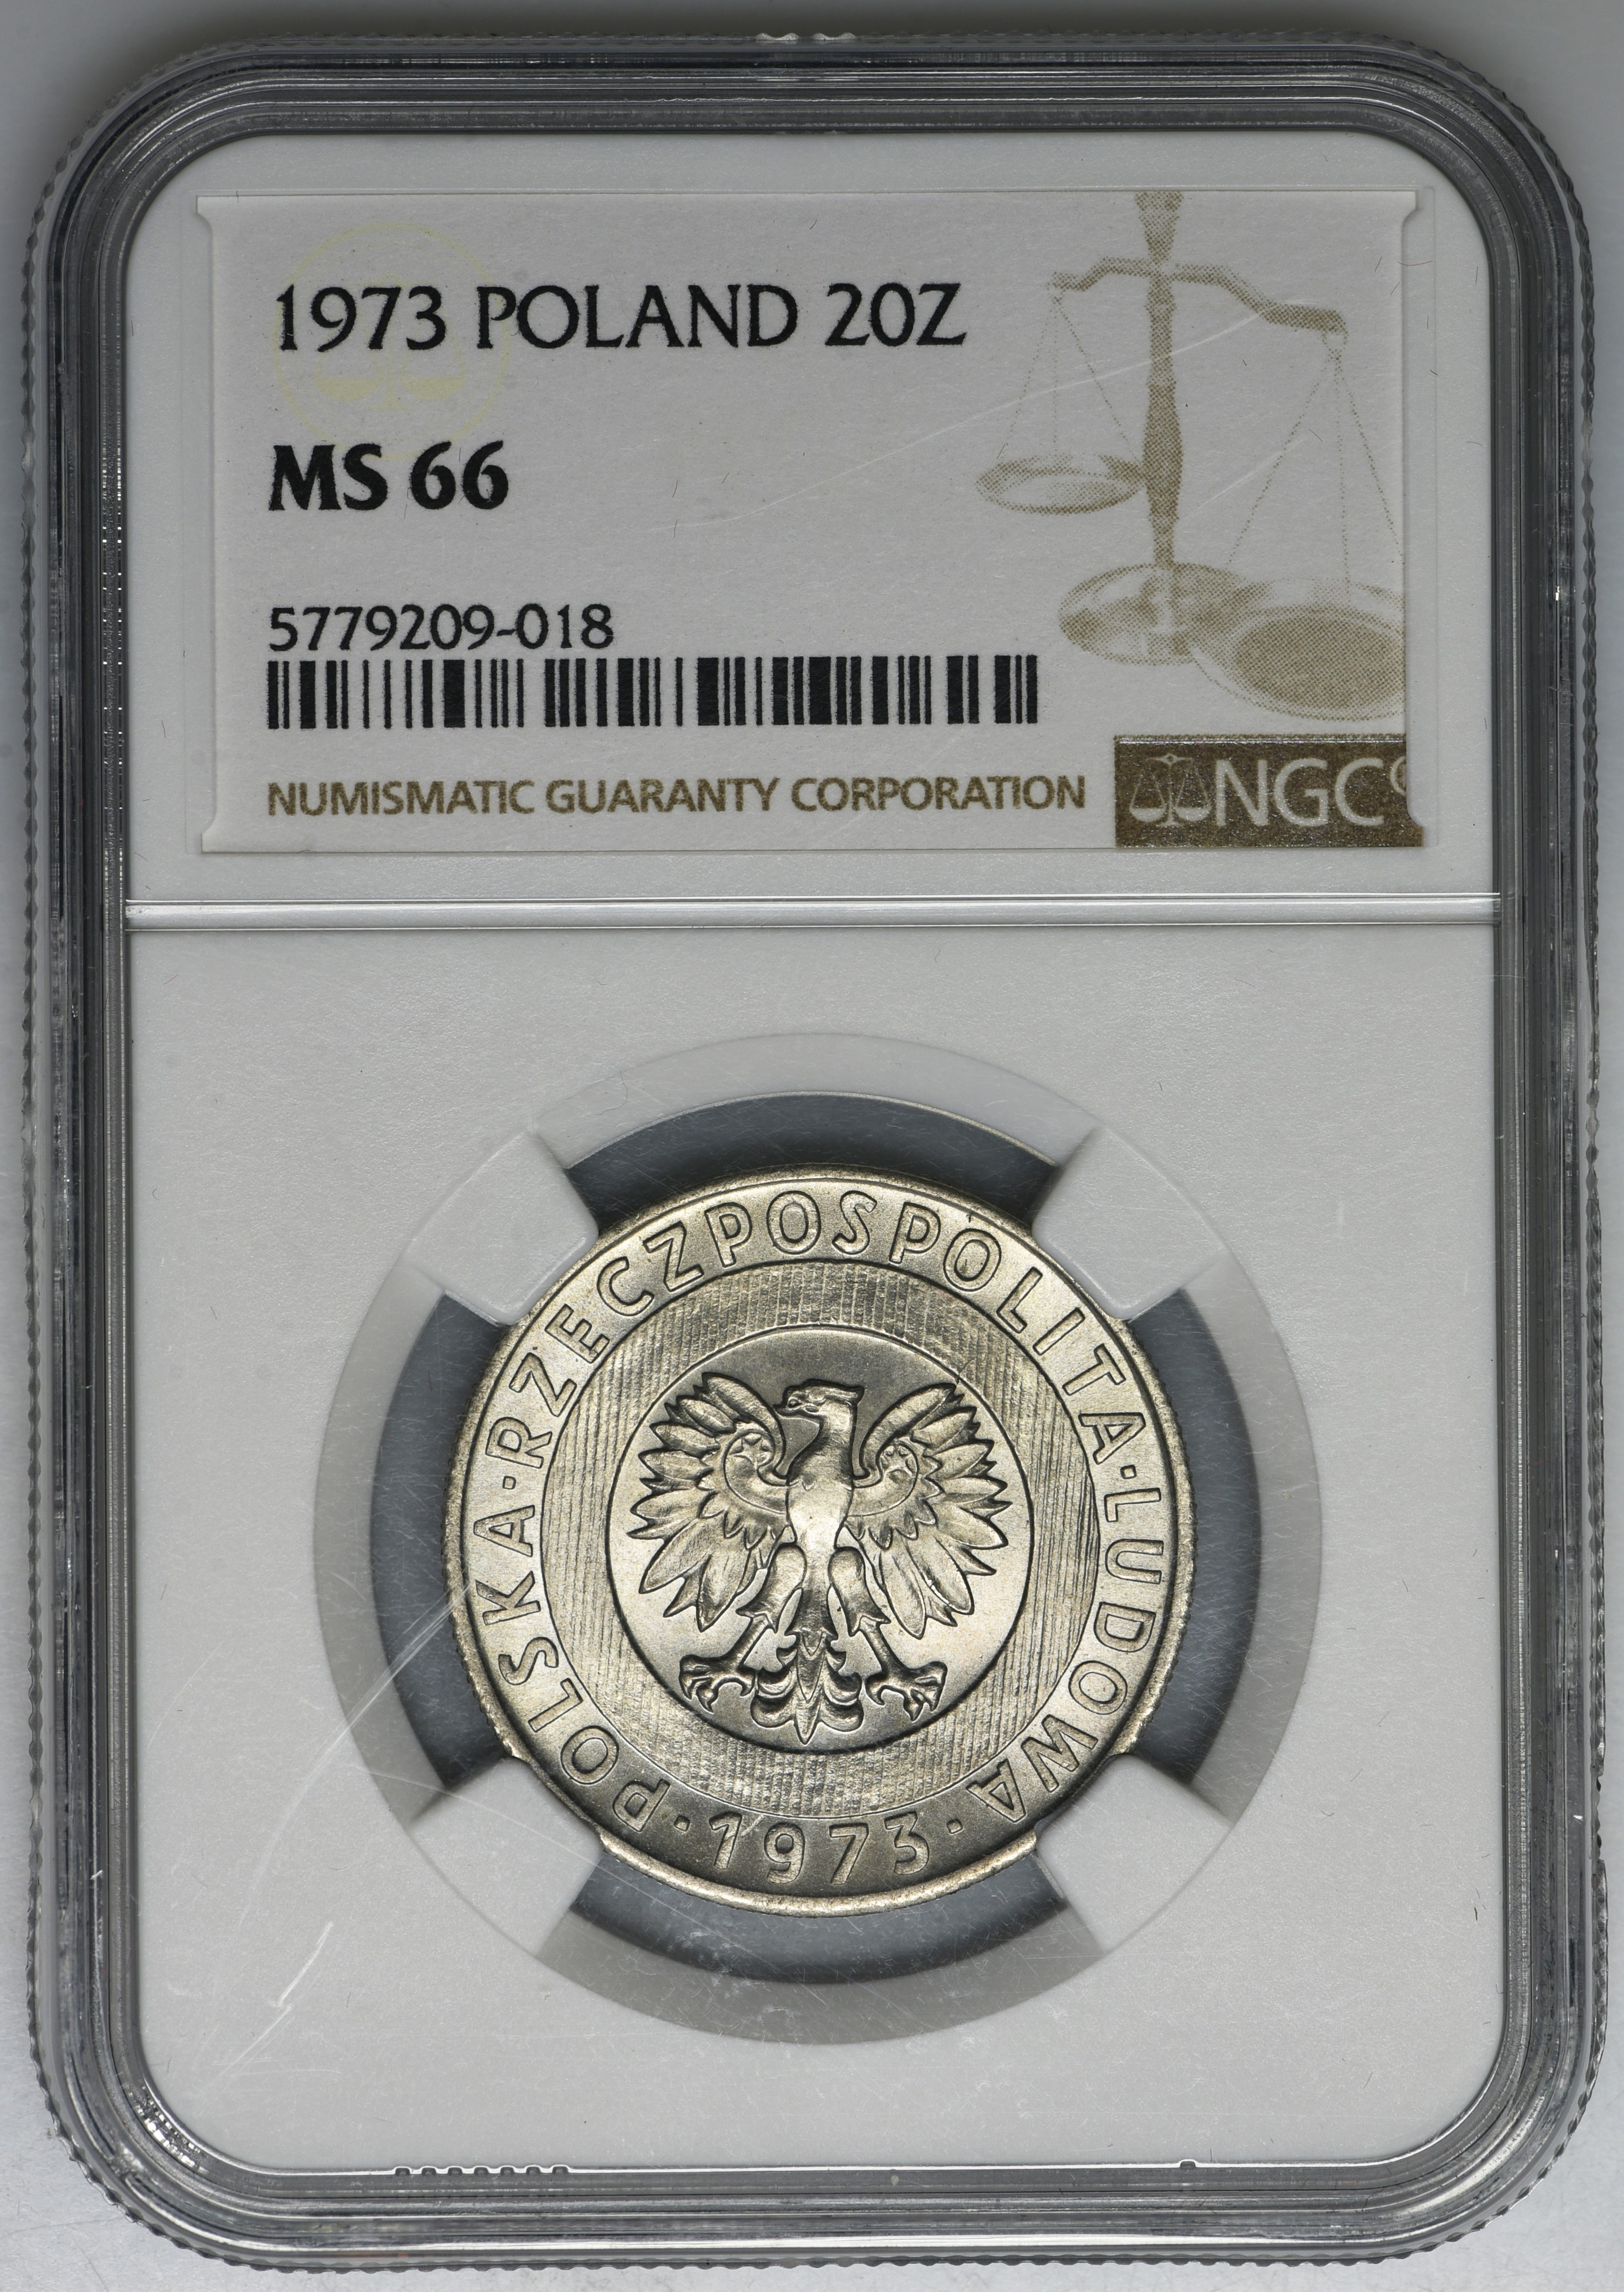 1973 POLAND 20Z
MS 66
5779209-018
NUMISMATIC GUARANTY CORPORATION
NGC
POLSKA·RZECZPOSPOLITA·LUDOWA
·1973·